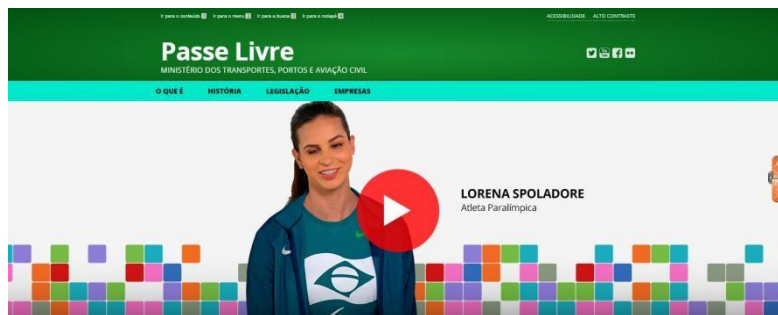 Ir para o conteúdo 1 Ir para o menu 2 Ir para a busca 3 Ir para o rodapé 4
ACESSIBILIDADE ALTO CONTRASTE
Passe Livre
MINISTÉRIO DOS TRANSPORTES, PORTOS E AVIAÇÃO CIVIL
O QUE É HISTÓRIA LEGISLAÇÃO EMPRESAS
LORENA SPOLADORE
Atleta Paralímpica